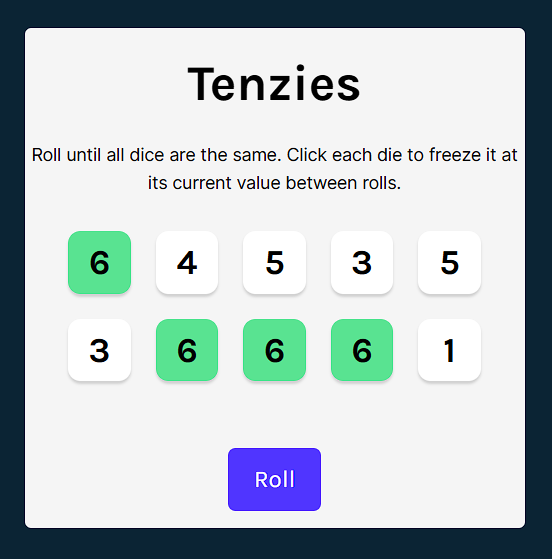 Tenzies
Roll until all dice are the same. Click each die to freeze it at
its current value between rolls.
6 4 5 3 5
3 6 6 6 1
Roll